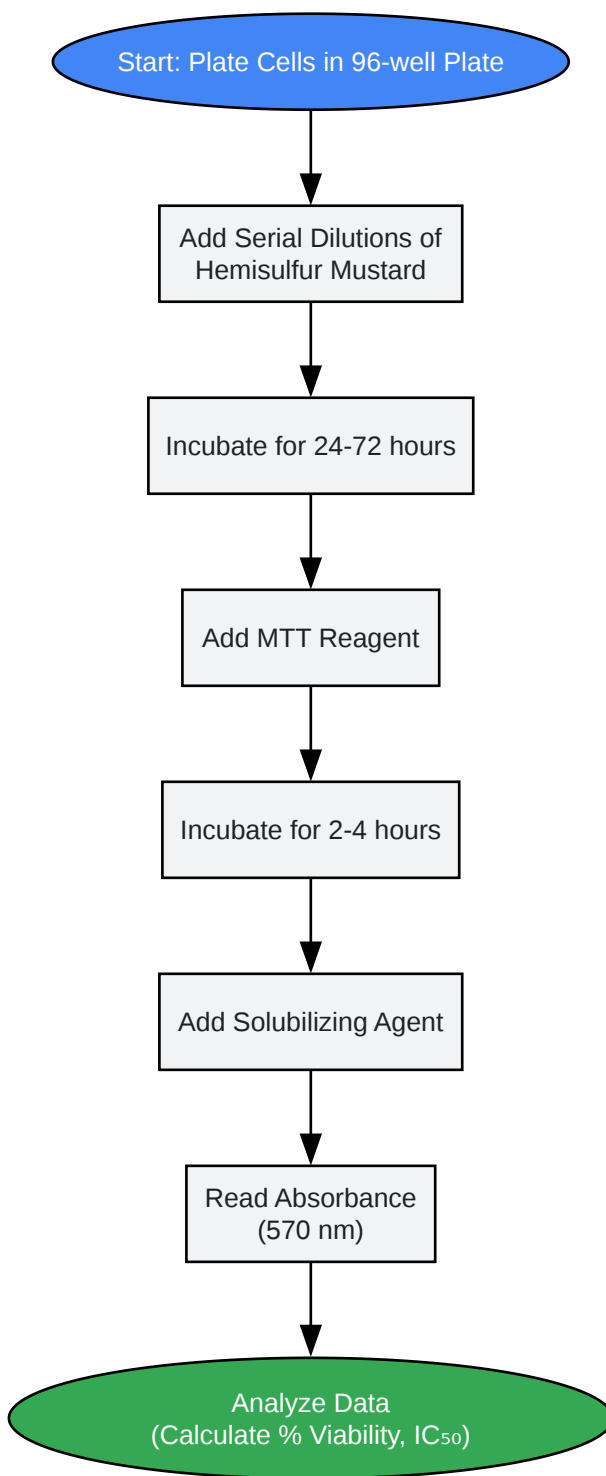 Start: Plate Cells in 96-well Plate
Add Serial Dilutions of
Hemisulfur Mustard
Incubate for 24-72 hours
Add MTT Reagent
Incubate for 2-4 hours
Add Solubilizing Agent
Read Absorbance
(570 nm)
Analyze Data
(Calculate % Viability, IC₅₀)